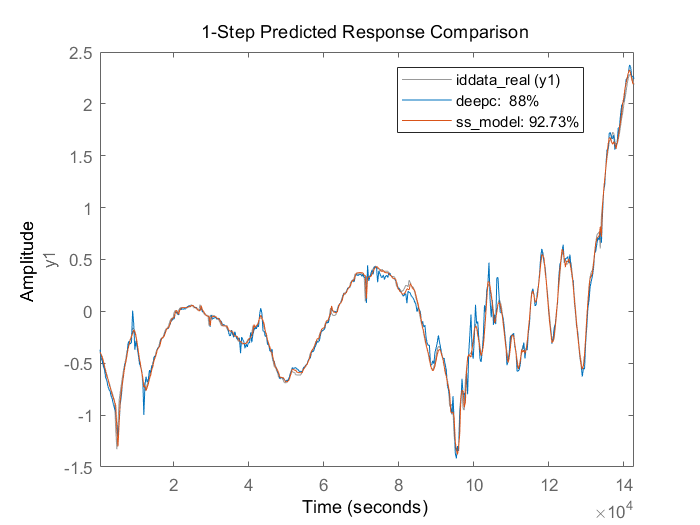 1-Step Predicted Response Comparison
iddata_real (y1)
deepc:  88%
ss_model: 92.73%
Amplitude
y1
2.5
2
1.5
1
0.5
0
-0.5
-1
-1.5
2
4
6
8
10
12
14
×10^4
Time (seconds)